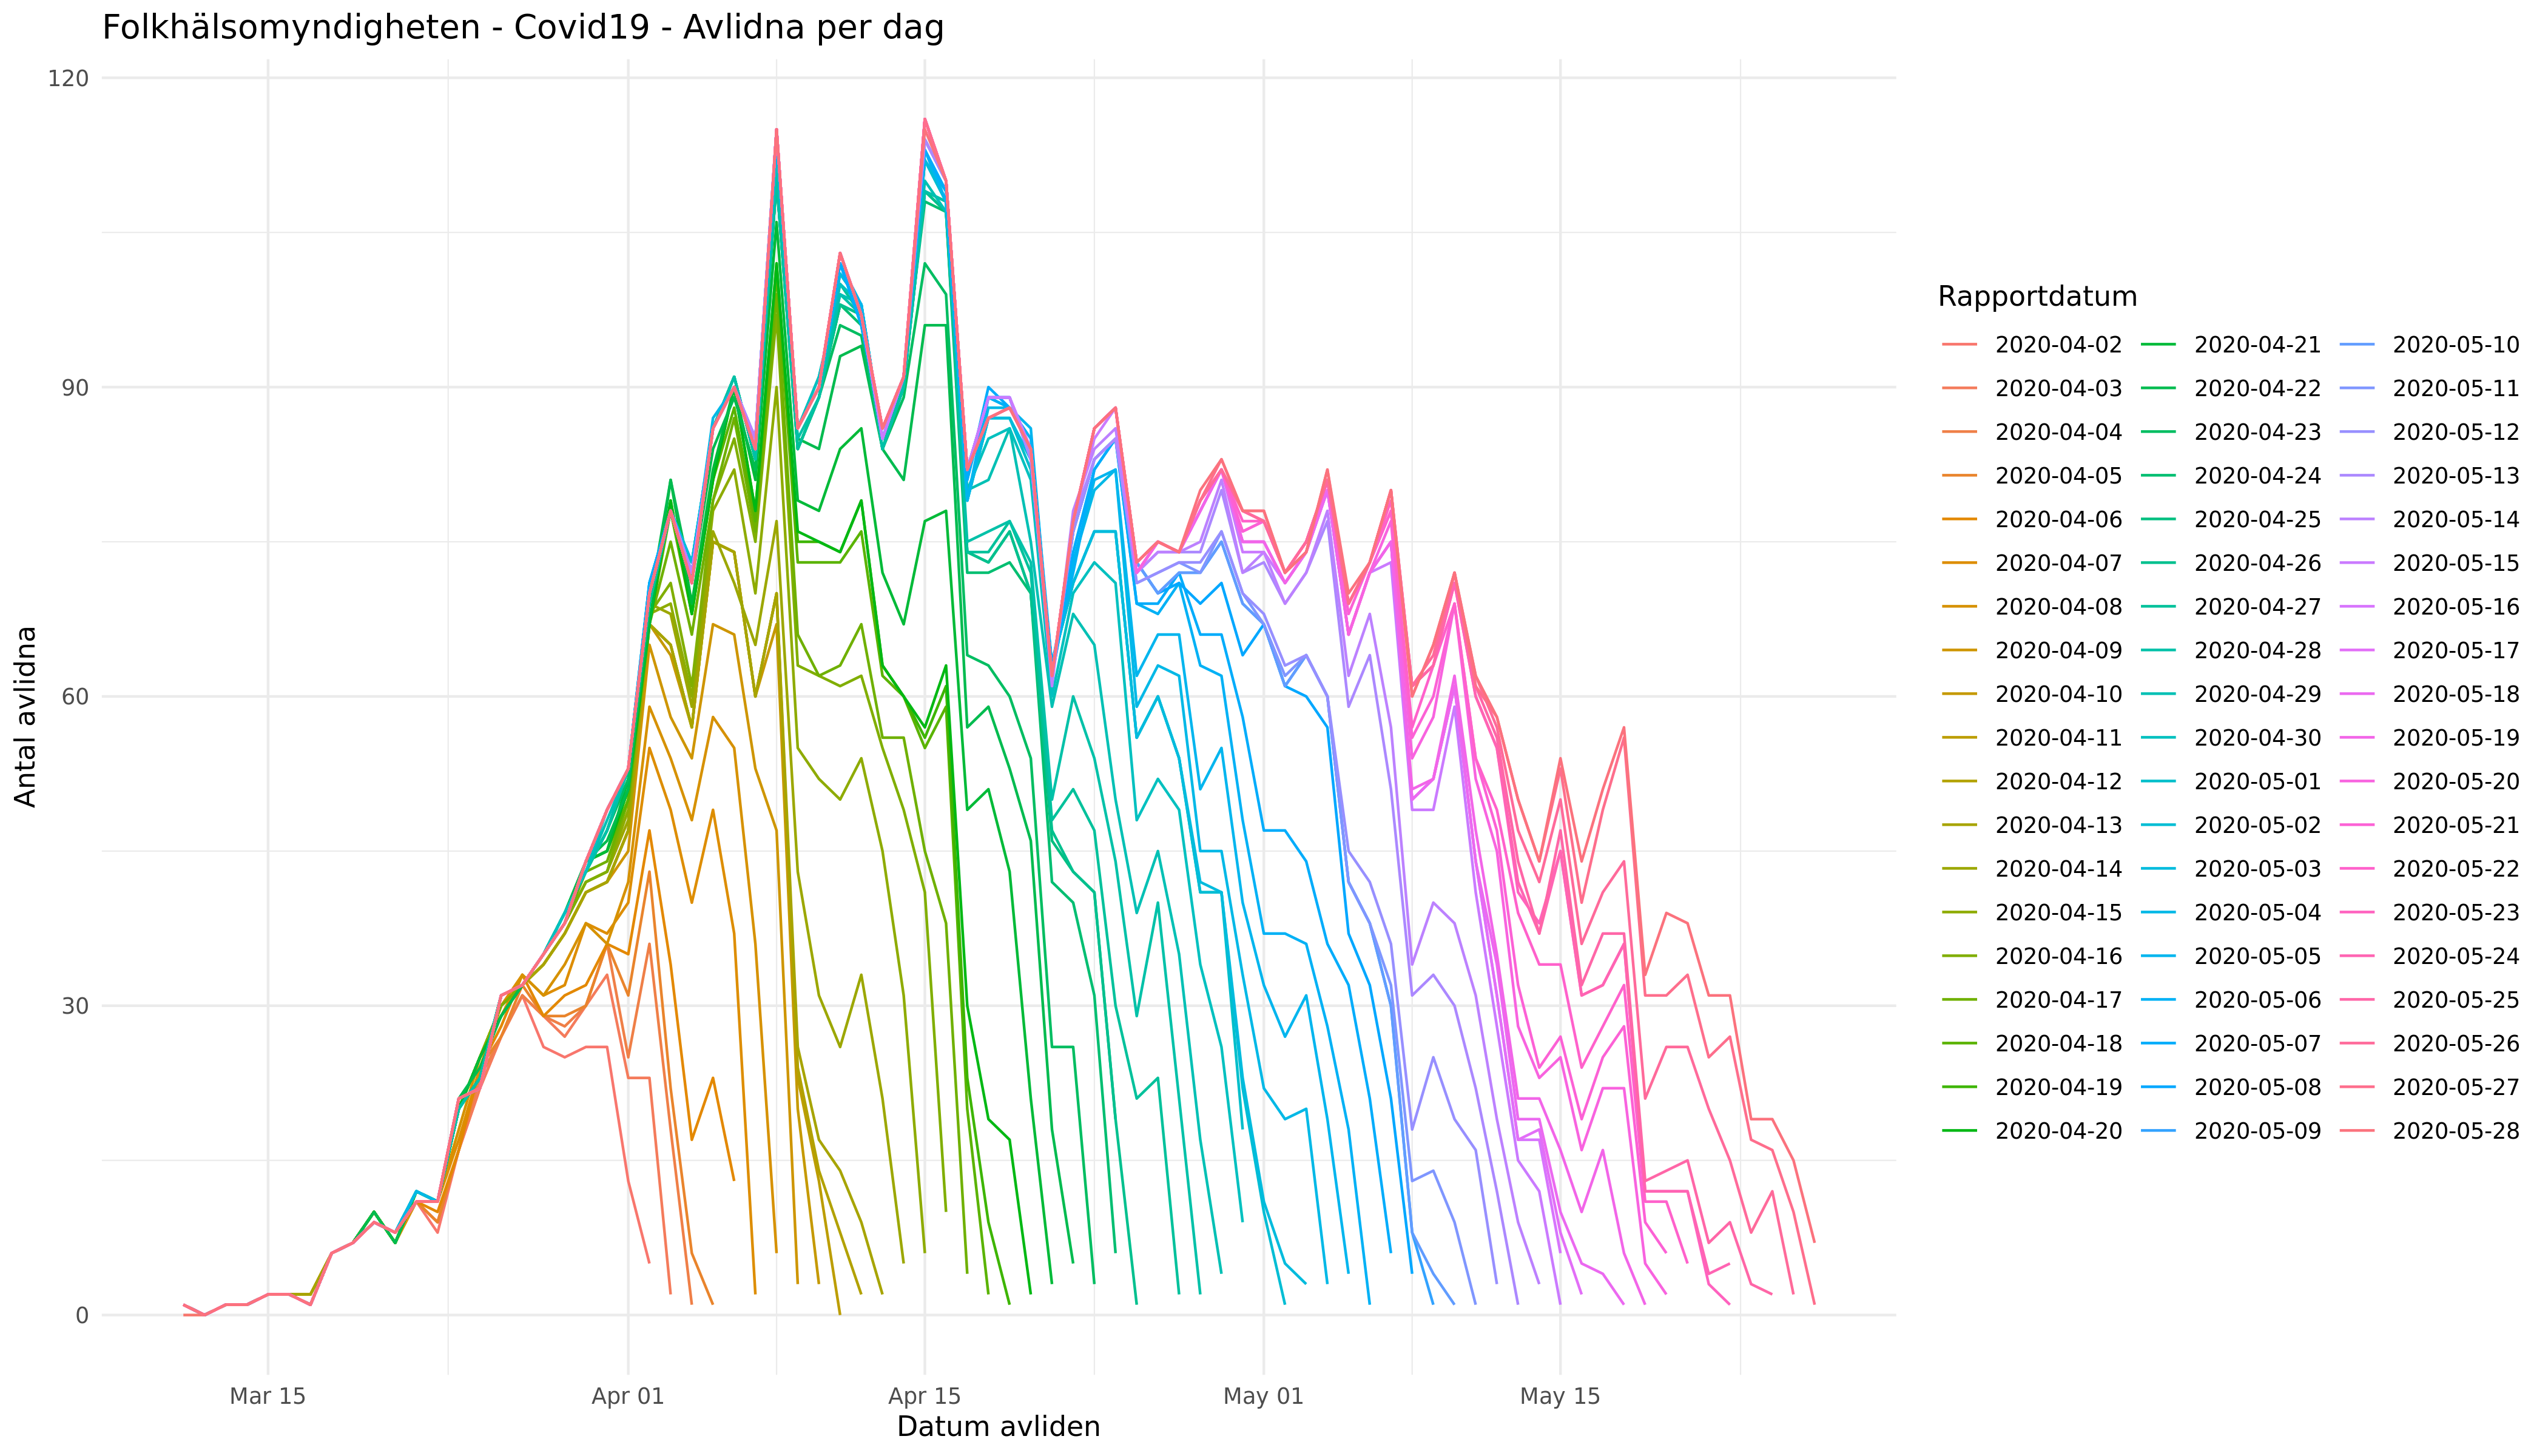 Folkhälsomyndigheten - Covid19 - Avlidna per dag
120
90
60
30
0
Antal avlidna
Mar 15
Apr 01
Apr 15
May 01
May 15
Datum avliden
Rapportdatum
2020-04-02 2020-04-21 2020-05-10
2020-04-03 2020-04-22 2020-05-11
2020-04-04 2020-04-23 2020-05-12
2020-04-05 2020-04-24 2020-05-13
2020-04-06 2020-04-25 2020-05-14
2020-04-07 2020-04-26 2020-05-15
2020-04-08 2020-04-27 2020-05-16
2020-04-09 2020-04-28 2020-05-17
2020-04-10 2020-04-29 2020-05-18
2020-04-11 2020-04-30 2020-05-19
2020-04-12 2020-05-01 2020-05-20
2020-04-13 2020-05-02 2020-05-21
2020-04-14 2020-05-03 2020-05-22
2020-04-15 2020-05-04 2020-05-23
2020-04-16 2020-05-05 2020-05-24
2020-04-17 2020-05-06 2020-05-25
2020-04-18 2020-05-07 2020-05-26
2020-04-19 2020-05-08 2020-05-27
2020-04-20 2020-05-09 2020-05-28